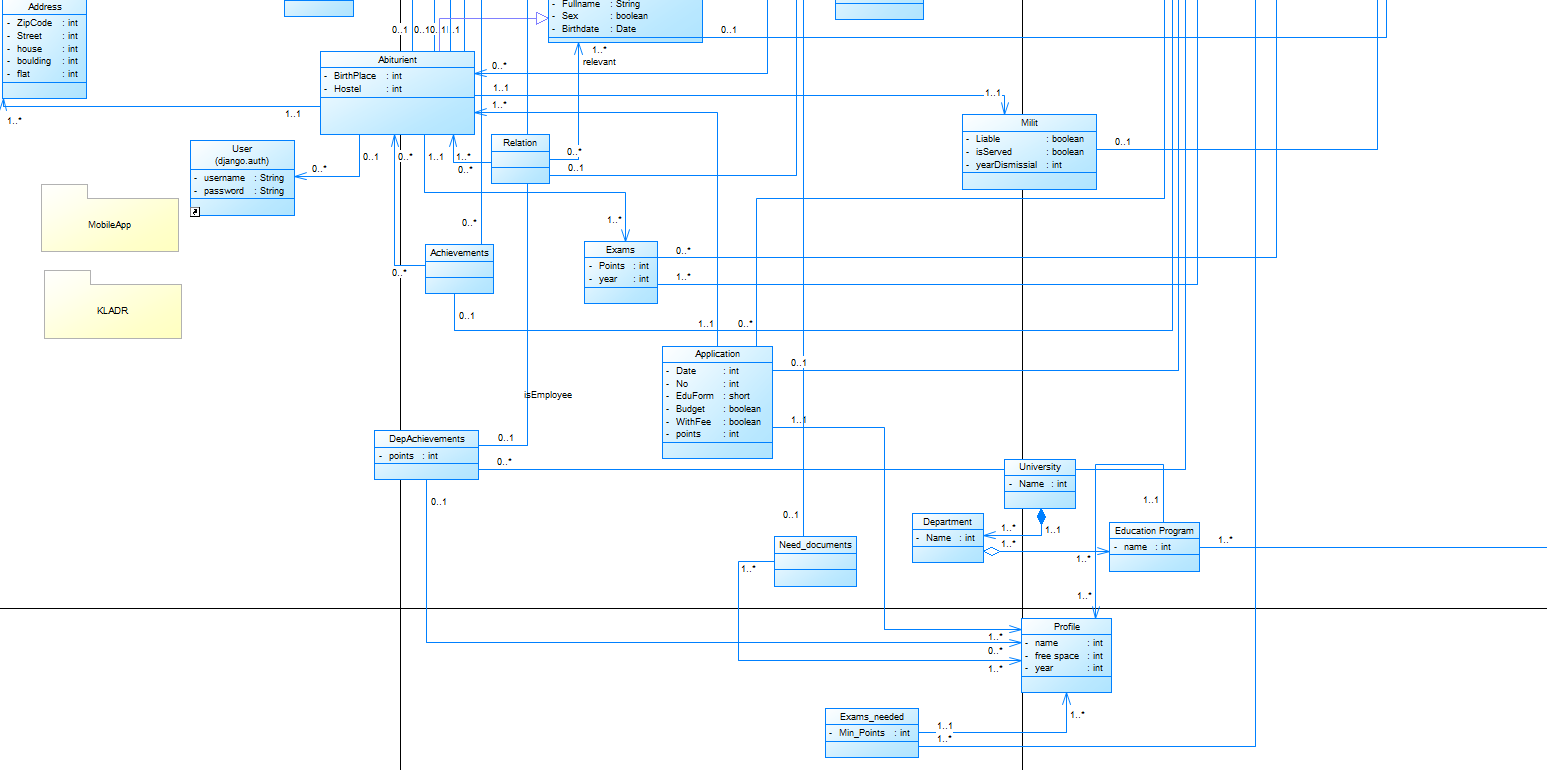 Address
- ZipCode : int
- Street : int
- house : int
- boulding : int
- flat : int
1..*
- Fullname : String
- Sex : boolean
- Birthdate : Date
0..1
1..*
relevant
Abiturient
- BirthPlace : int
- Hostel : int
0..1
0..*
1..1
1..*
1..1
0..1
0..*
1..1
1..*
User
(django.auth)
- username : String
- password : String
0..*
Relation
0..*
0..1
0..*
1..1
Milit
- Liable : boolean
- isServed : boolean
- yearDismissial : int
0..1
MobileApp
KLADR
Achievements
0..*
0..*
0..1
1..*
Exams
- Points : int
- year : int
0..*
1..*
1..1
0..*
Application
- Date : int
- No : int
- EduForm : short
- Budget : boolean
- WithFee : boolean
- points : int
0..1
1..1
isEmployee
DepAchievements
- points : int
0..1
0..*
0..1
University
- Name : int
1..1
Department
- Name : int
1..*
1..*
1..1
Education Program
- name : int
1..*
1..*
0..1
Need_documents
1..*
1..*
Profile
- name : int
- free space : int
- year : int
1..*
0..*
1..*
1..*
Exams_needed
- Min_Points : int
1..1
1..*